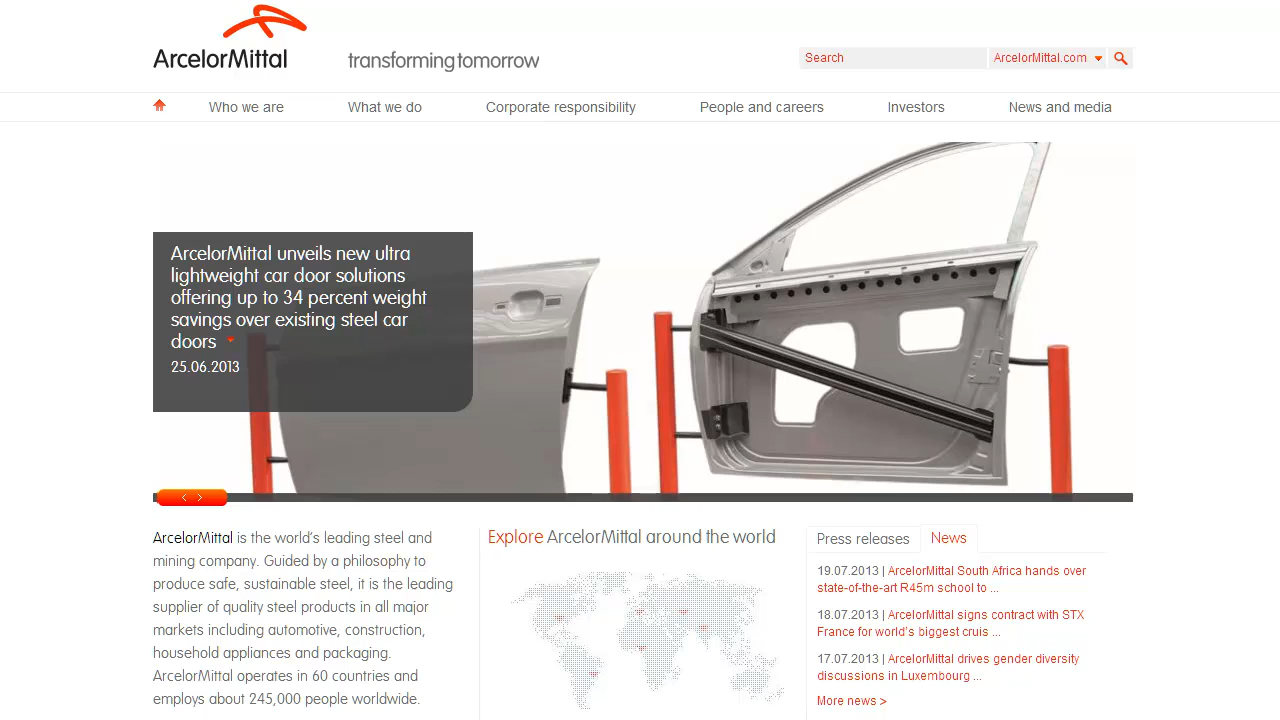 ArcelorMittal
transforming tomorrow
Search
ArcelorMittal.com
Who we are
What we do
Corporate responsibility
People and careers
Investors
News and media
ArcelorMittal unveils new ultra
lightweight car door solutions
offering up to 34 percent weight
savings over existing steel car
doors
25.06.2013
ArcelorMittal is the world's leading steel and
mining company. Guided by a philosophy to
produce safe, sustainable steel, it is the leading
supplier of quality steel products in all major
markets including automotive, construction,
household appliances and packaging.
ArcelorMittal operates in 60 countries and
employs about 245,000 people worldwide.
Explore ArcelorMittal around the world
Press releases
News
19.07.2013 | ArcelorMittal South Africa hands over
state-of-the-art R45m school to ...
18.07.2013 | ArcelorMittal signs contract with STX
France for world's biggest cruis ...
17.07.2013 | ArcelorMittal drives gender diversity
discussions in Luxembourg ...
More news >